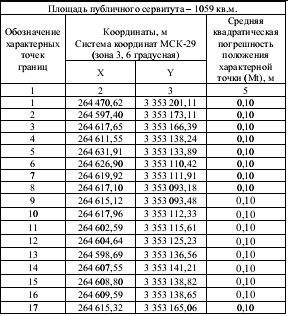 Площадь публичного сервитута – 1059 кв.м.
Обозначение характерных точек границ
Координаты, м
Система координат МСК-29
(зона 3, 6 градусная)
Средняя квадратическая погрешность положения характерной точки (Mt), м
X Y
1 2 3 5
1 264 470,62 3 353 201,11 0,10
2 264 597,40 3 353 173,11 0,10
3 264 617,65 3 353 166,39 0,10
4 264 611,55 3 353 138,24 0,10
5 264 631,91 3 353 133,89 0,10
6 264 626,90 3 353 110,42 0,10
7 264 619,92 3 353 111,91 0,10
8 264 617,10 3 353 093,18 0,10
9 264 615,12 3 353 093,48 0,10
10 264 617,96 3 353 112,33 0,10
11 264 602,59 3 353 115,61 0,10
12 264 604,64 3 353 125,23 0,10
13 264 598,69 3 353 136,56 0,10
14 264 607,55 3 353 141,21 0,10
15 264 608,80 3 353 138,82 0,10
16 264 609,59 3 353 138,65 0,10
17 264 615,32 3 353 165,06 0,10